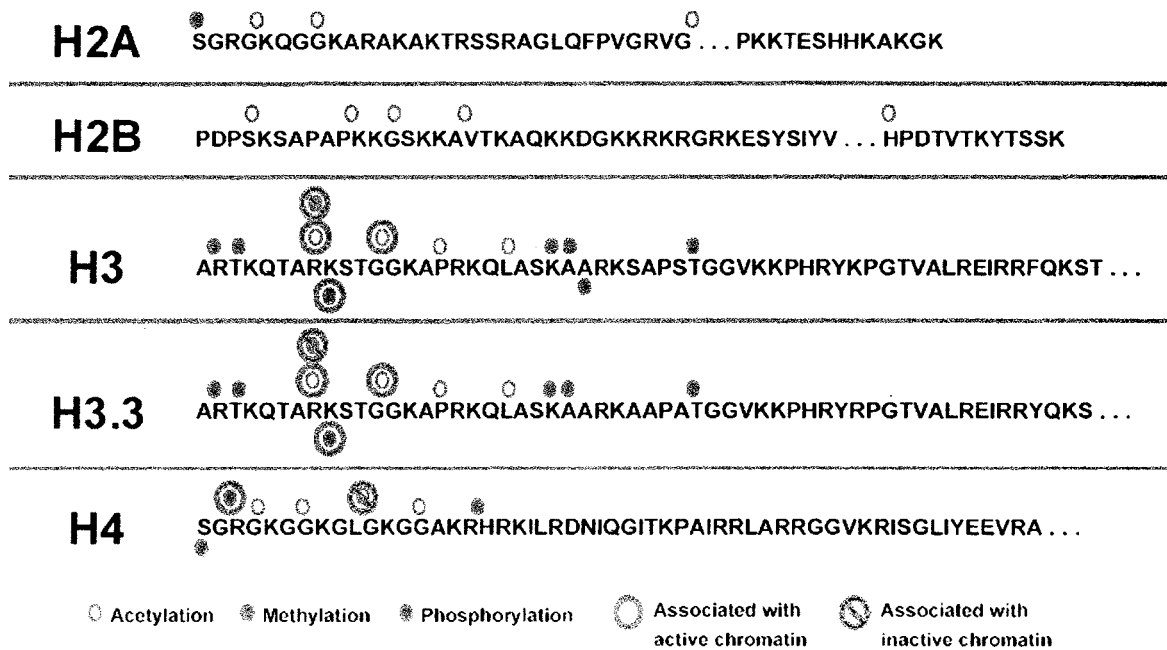 H2A SGRGKQGGKARAKAKTRSSRAGLQFPVGRVG ... PKKTESHHKAKGK
H2B PDPSKSAPAPKKGSKKAVTKAQKKDGKKRKRGRKESYSIYV ... HPDTVTKYTSSK
H3 ARTKQTARKSTGGKAPRKQLASKAARKSAPSTGGVKKPHRYKPGTVALREIRRFQKST ...
H3.3 ARTKQTARKSTGGKAPRKQLASKAARKAAPATGGVKKPHRYRPGTVALREIRRYQKS ...
H4 SGRGKGGKGLGKGGAKRHRKILRDNIQGITKPAIRRLARRGGVKRISGLIYEEVRA ...
Acetylation Methylation Phosphorylation Associated with Associated with
active chromatin inactive chromatin